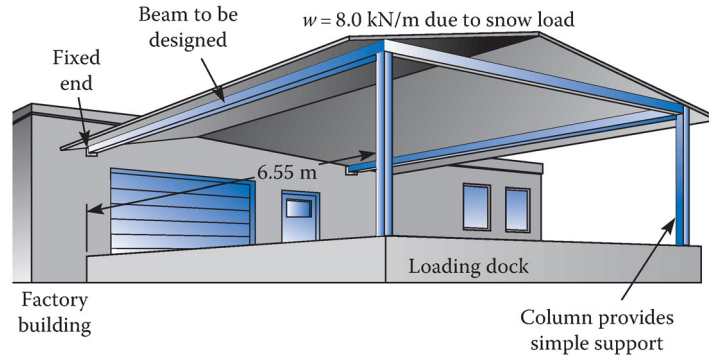 Beam to be
designed
w = 8.0 kN/m due to snow load
Fixed
end
6.55 m
Loading dock
Factory
building
Column provides
simple support